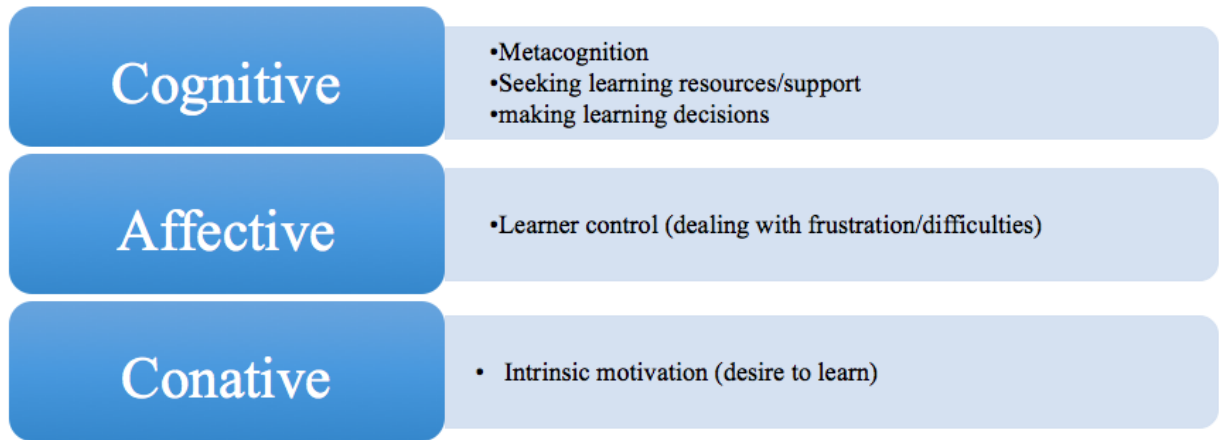 Cognitive
•Metacognition
•Seeking learning resources/support
•making learning decisions
Affective
•Learner control (dealing with frustration/difficulties)
Conative
• Intrinsic motivation (desire to learn)